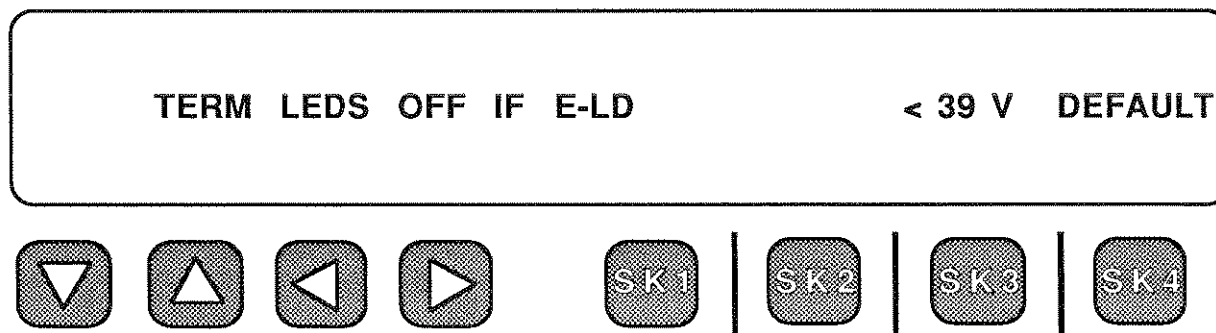 TERM LEDS OFF IF E-LD < 39 V DEFAULT
SK1 SK2 SK3 SK4